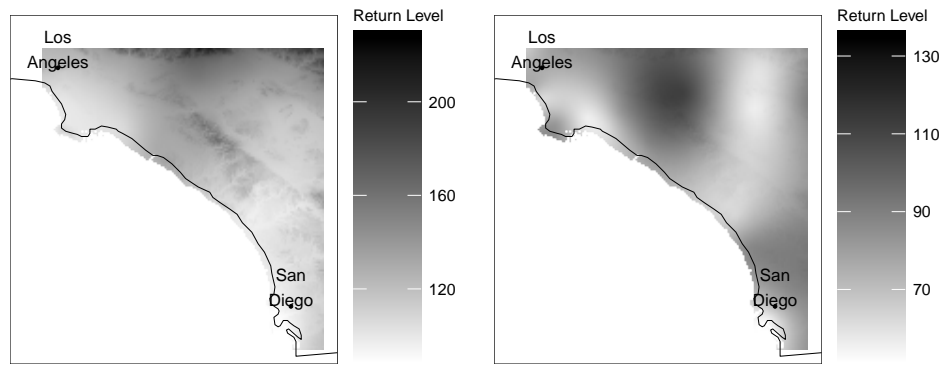 Return Level
Los
Angeles
200
160
120
San
Diego
Return Level
Los
Angeles
130
110
90
70
San
Diego